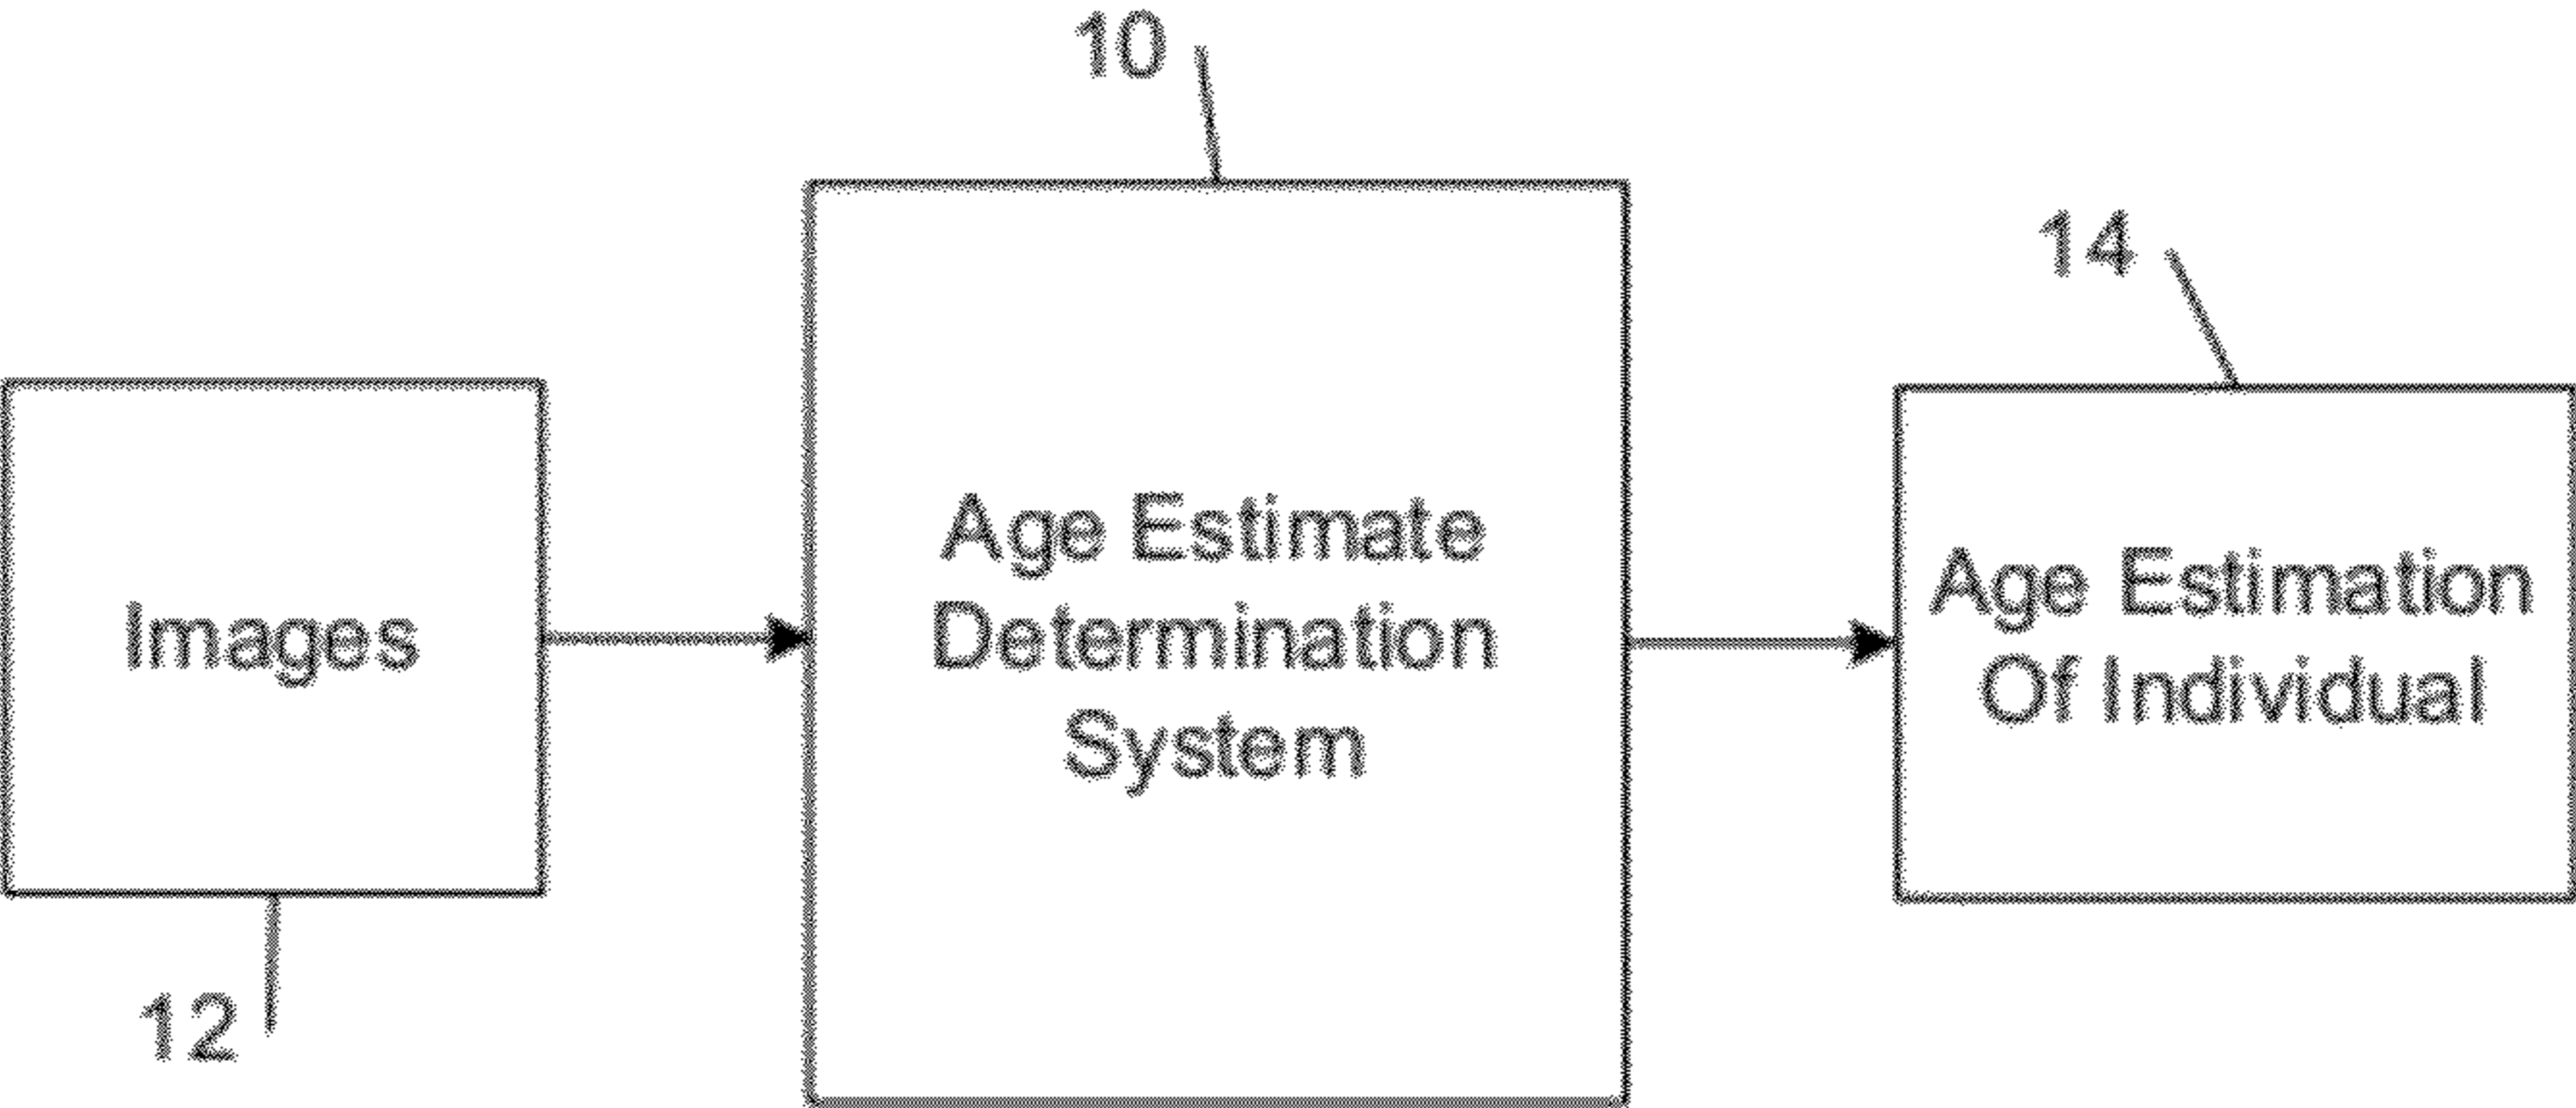 10
14
Images
Age Estimate
Determination
System
Age Estimation
Of Individual
12